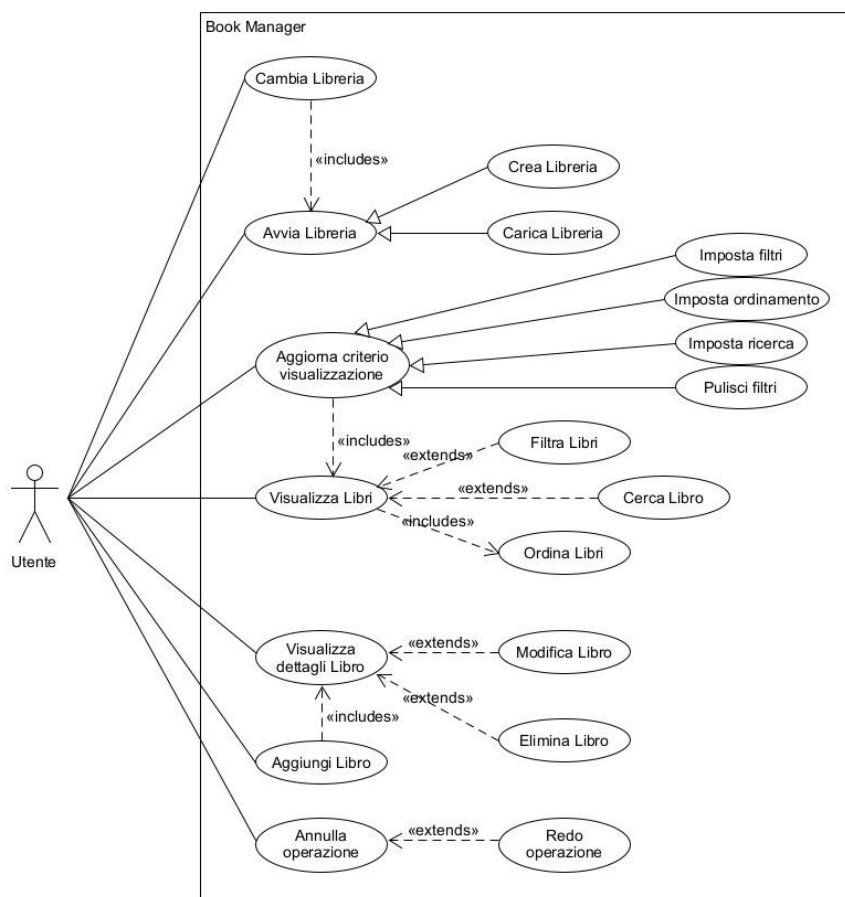 Book Manager
Cambia Libreria
«includes»
Crea Libreria
Avvia Libreria
Carica Libreria
Imposta filtri
Imposta ordinamento
Imposta ricerca
Aggiorna criterio
visualizzazione
Pulisci filtri
«includes»
Filtra Libri
«extends»
Visualizza Libri
«extends»
Cerca Libro
«includes»
Ordina Libri
Utente
Visualizza
dettagli Libro
«extends»
Modifica Libro
«extends»
«includes»
Elimina Libro
Aggiungi Libro
Annulla
operazione
«extends»
Redo
operazione